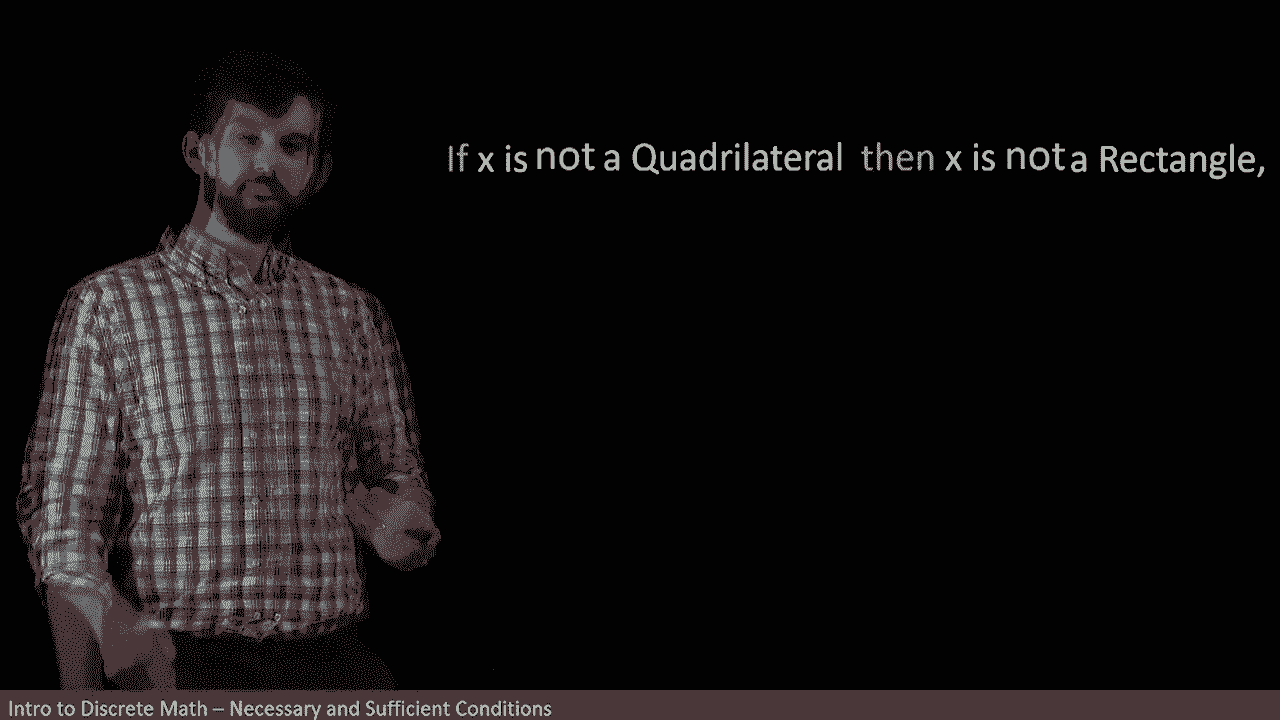 If x is not a Quadrilateral then x is not a Rectangle,
Intro to Discrete Math – Necessary and Sufficient Conditions